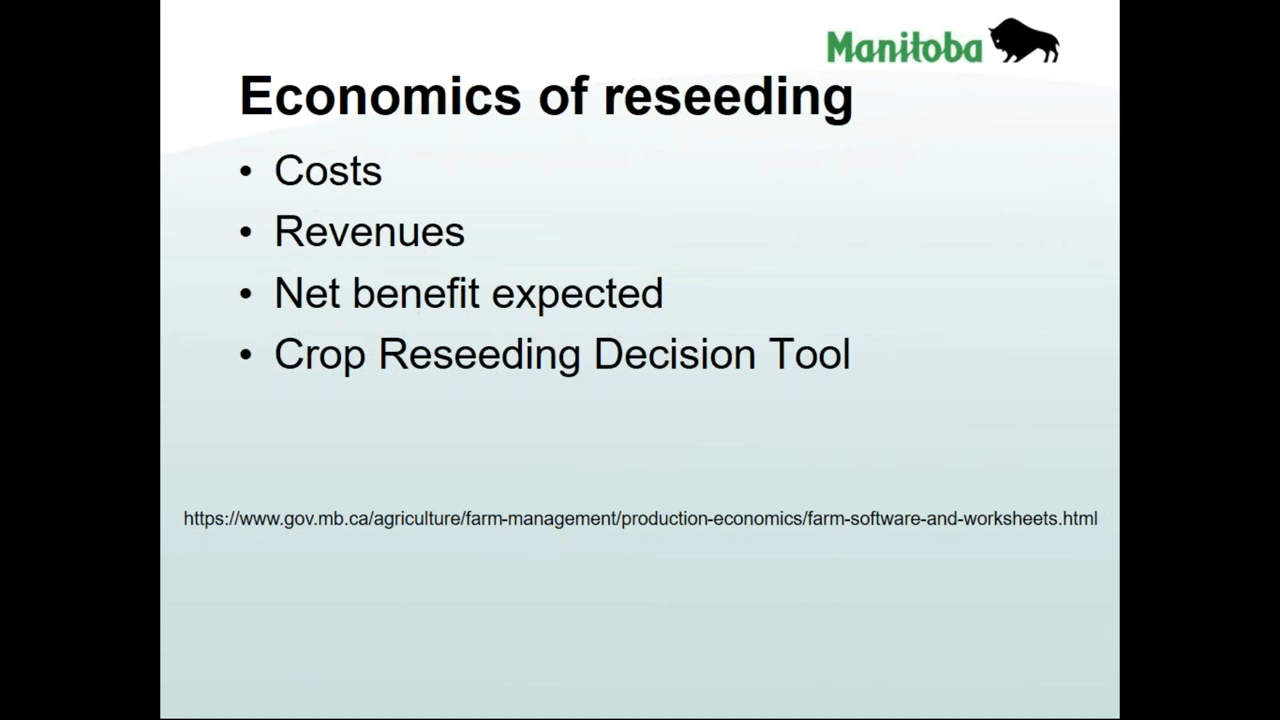 Manitoba
Economics of reseeding
• Costs
• Revenues
• Net benefit expected
• Crop Reseeding Decision Tool
https://www.gov.mb.ca/agriculture/farm-management/production-economics/farm-software-and-worksheets.html